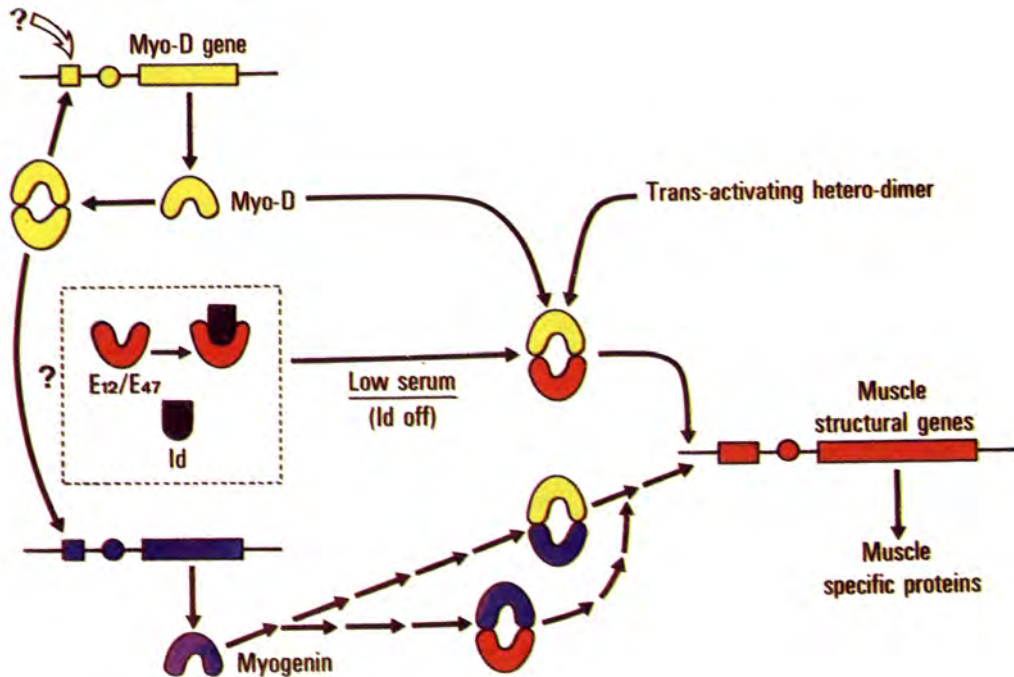 ?
Myo-D gene
Myo-D
Trans-activating hetero-dimer
?
E12/E47
Id
Low serum
(Id off)
Muscle
structural genes
Muscle
specific proteins
Myogenin